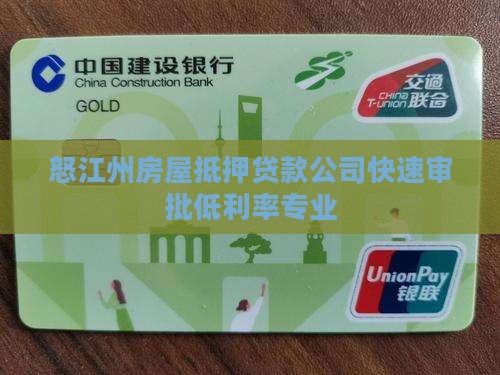 中国建设银行
China Construction Bank
GOLD
交通
联合
CHINA
T-UNION
怒江州房屋抵押贷款公司快速审
批低利率专业
UnionPay
银联